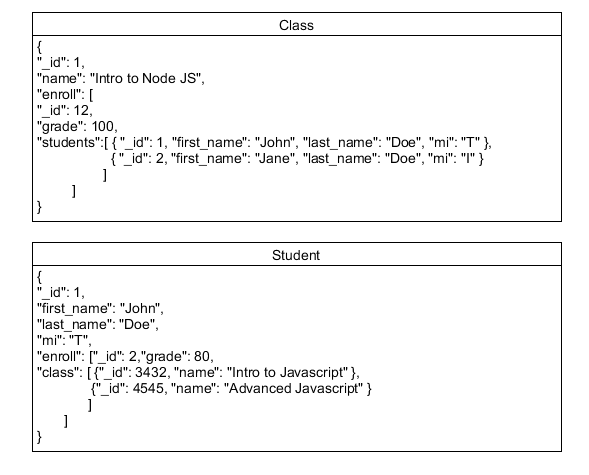 Class
{
"_id": 1,
"name": "Intro to Node JS",
"enroll": [
"_id": 12,
"grade": 100,
"students":[ { "_id": 1, "first_name": "John", "last_name": "Doe", "mi": "T" },
{ "_id": 2, "first_name": "Jane", "last_name": "Doe", "mi": "I" }
]
]
}
Student
{
"_id": 1,
"first_name": "John",
"last_name": "Doe",
"mi": "T",
"enroll": ["_id": 2,"grade": 80,
"class": [ {"_id": 3432, "name": "Intro to Javascript" },
{"_id": 4545, "name": "Advanced Javascript" }
]
]
}